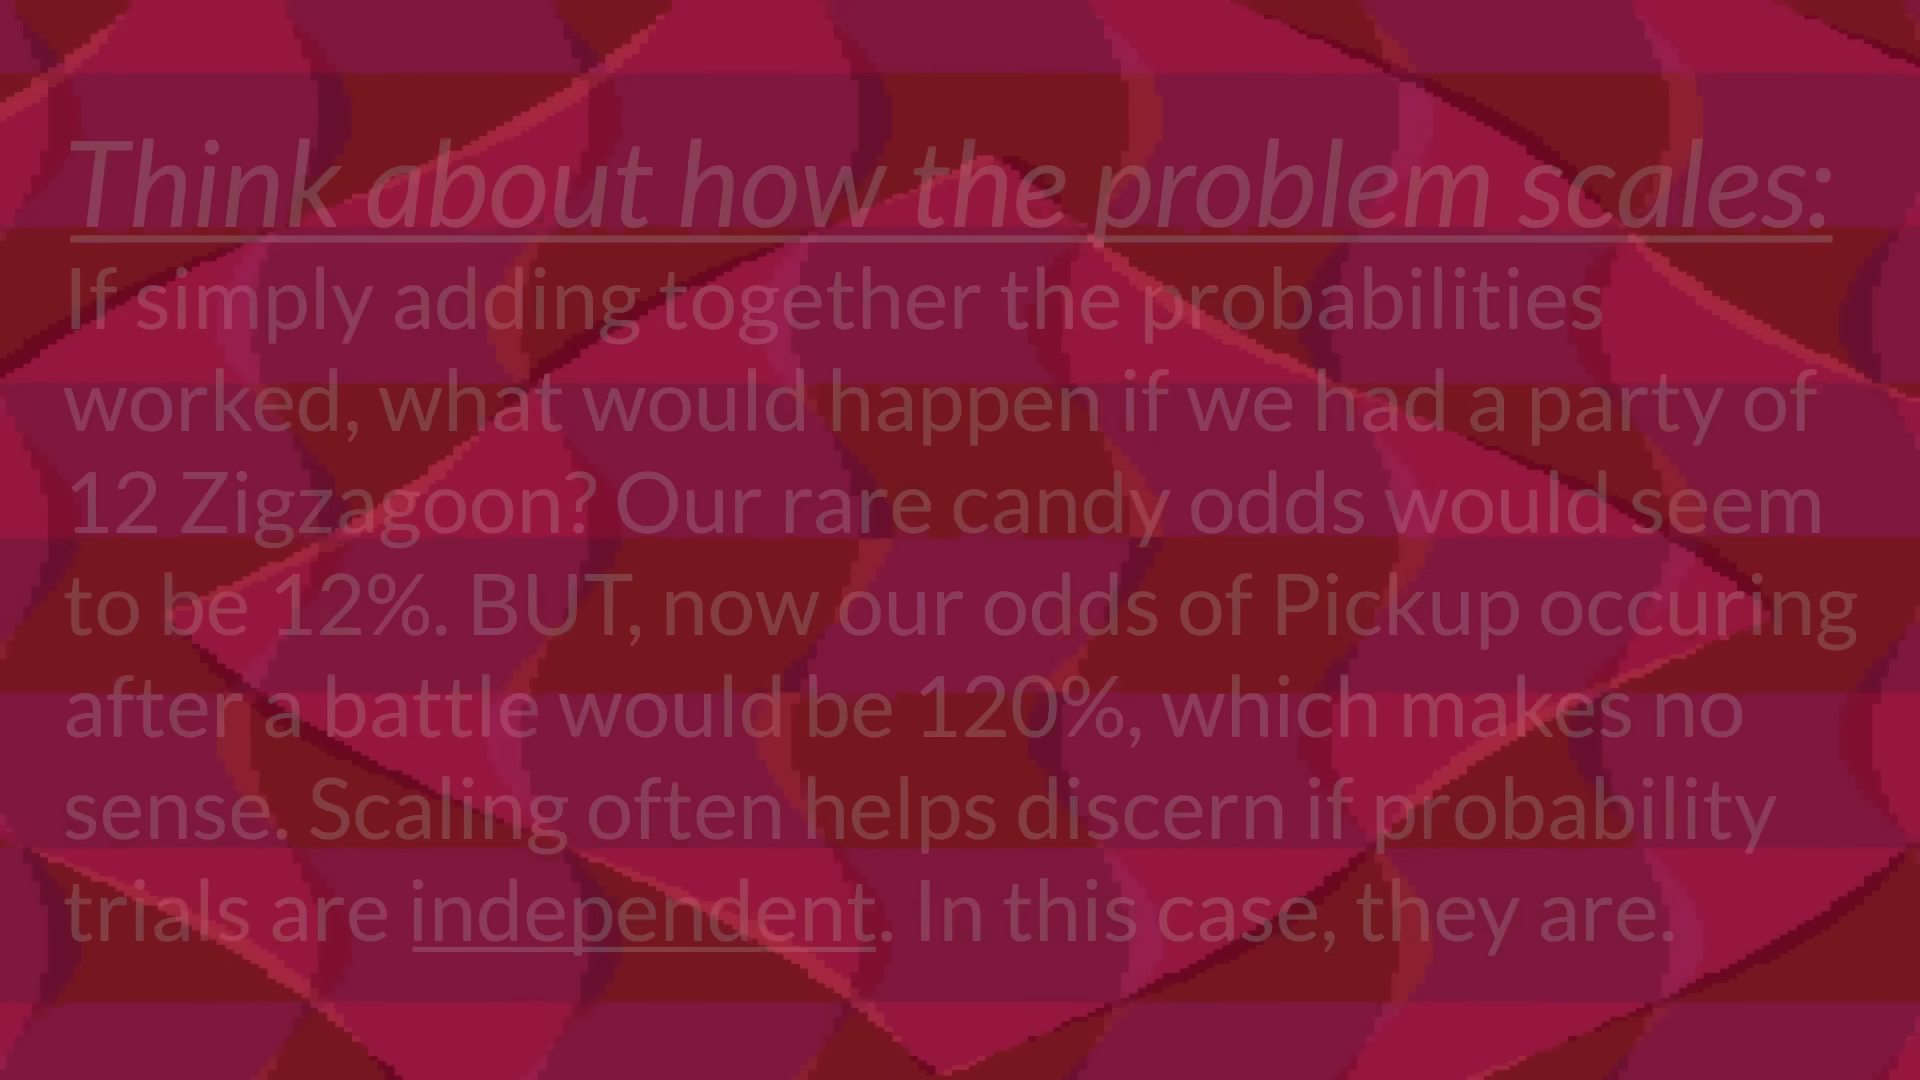 Think about how the problem scales:
If simply adding together the probabilities
worked, what would happen if we had a party of
12 Zigzagoon? Our rare candy odds would seem
to be 12%. BUT, now our odds of Pickup occuring
after a battle would be 120%, which makes no
sense. Scaling often helps discern if probability
trials are independent. In this case, they are.